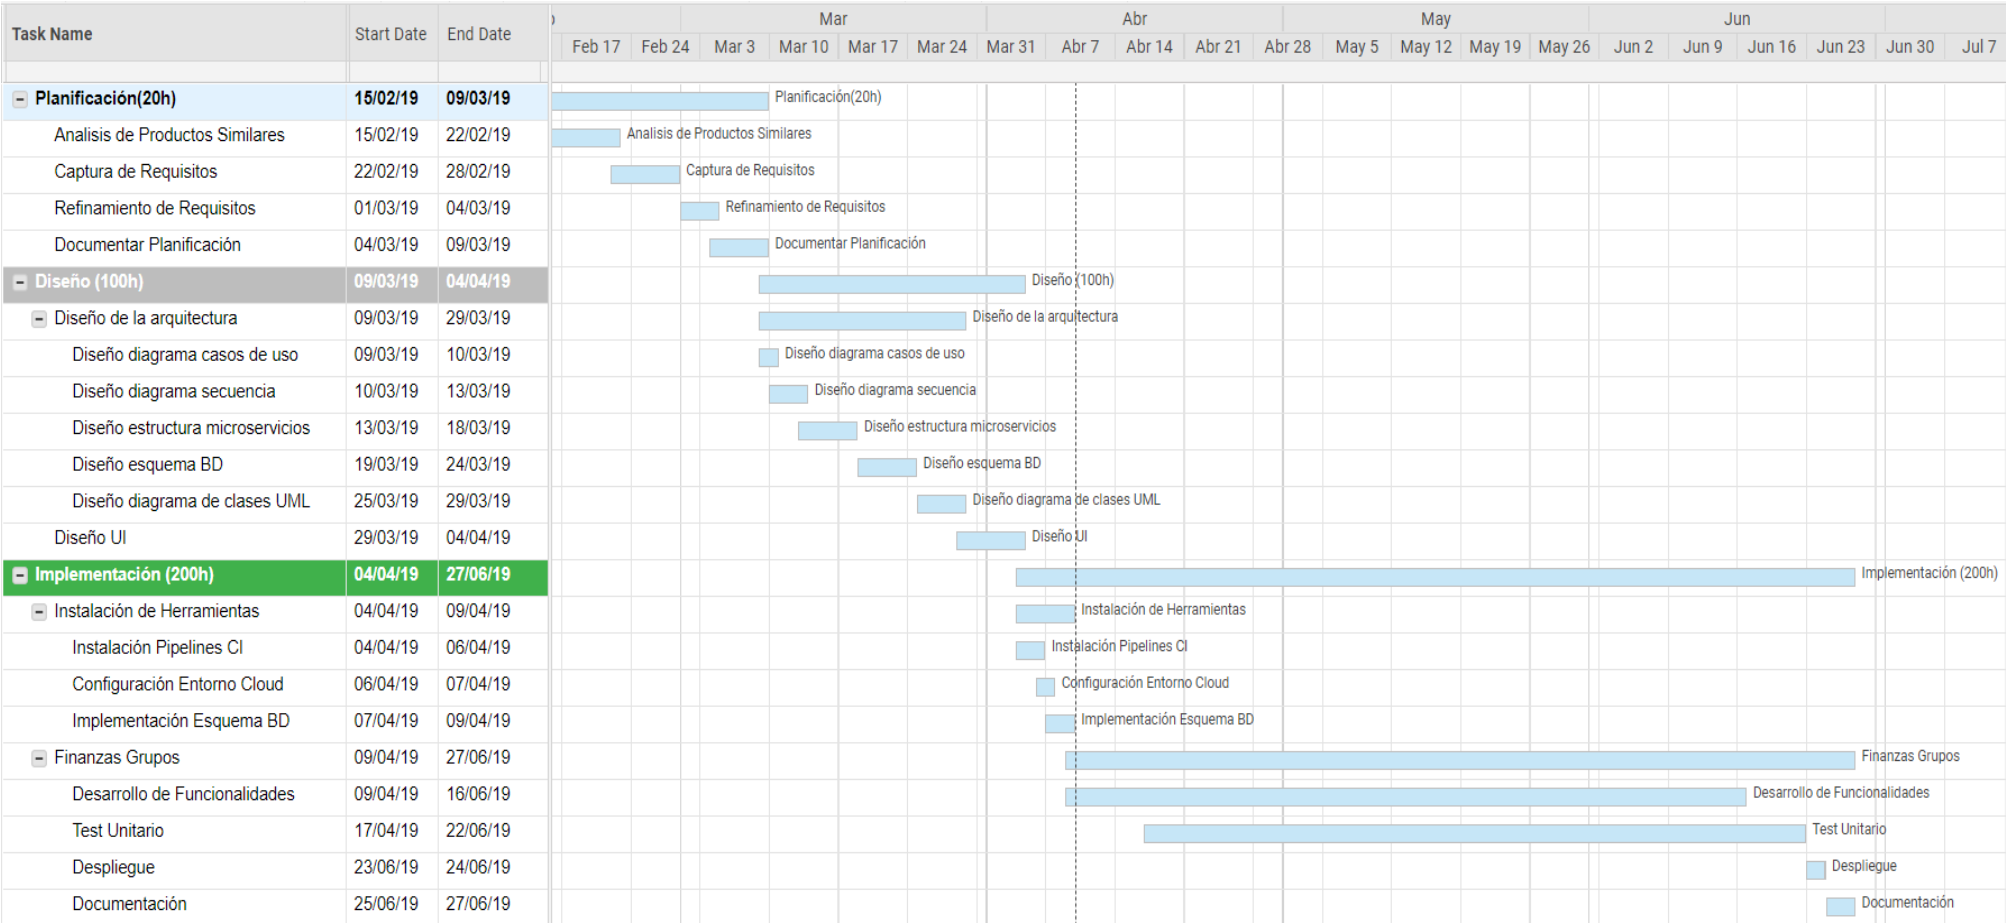 Mar Abr May Jun
Task Name Start Date End Date Feb 17 Feb 24 Mar 3 Mar 10 Mar 17 Mar 24 Mar 31 Abr 7 Abr 14 Abr 21 Abr 28 May 5 May 12 May 19 May 26 Jun 2 Jun 9 Jun 16 Jun 23 Jun 30 Jul 7
Planificación(20h) 15/02/19 09/03/19 Planificación(20h)
Analisis de Productos Similares 15/02/19 22/02/19 Analisis de Productos Similares
Captura de Requisitos 22/02/19 28/02/19 Captura de Requisitos
Refinamiento de Requisitos 01/03/19 04/03/19 Refinamiento de Requisitos
Documentar Planificación 04/03/19 09/03/19 Documentar Planificación
Diseño (100h) 09/03/19 04/04/19 Diseño (100h)
Diseño de la arquitectura 09/03/19 29/03/19 Diseño de la arquitectura
Diseño diagrama casos de uso 09/03/19 10/03/19 Diseño diagrama casos de uso
Diseño diagrama secuencia 10/03/19 13/03/19 Diseño diagrama secuencia
Diseño estructura microservicios 13/03/19 18/03/19 Diseño estructura microservicios
Diseño esquema BD 19/03/19 24/03/19 Diseño esquema BD
Diseño diagrama de clases UML 25/03/19 29/03/19 Diseño diagrama de clases UML
Diseño UI 29/03/19 04/04/19 Diseño UI
Implementación (200h) 04/04/19 27/06/19 Implementación (200h)
Instalación de Herramientas 04/04/19 09/04/19 Instalación de Herramientas
Instalación Pipelines CI 04/04/19 06/04/19 Instalación Pipelines CI
Configuración Entorno Cloud 06/04/19 07/04/19 Configuración Entorno Cloud
Implementación Esquema BD 07/04/19 09/04/19 Implementación Esquema BD
Finanzas Grupos 09/04/19 27/06/19 Finanzas Grupos
Desarrollo de Funcionalidades 09/04/19 16/06/19 Desarrollo de Funcionalidades
Test Unitario 17/04/19 22/06/19 Test Unitario
Despliegue 23/06/19 24/06/19 Despliegue
Documentación 25/06/19 27/06/19 Documentación